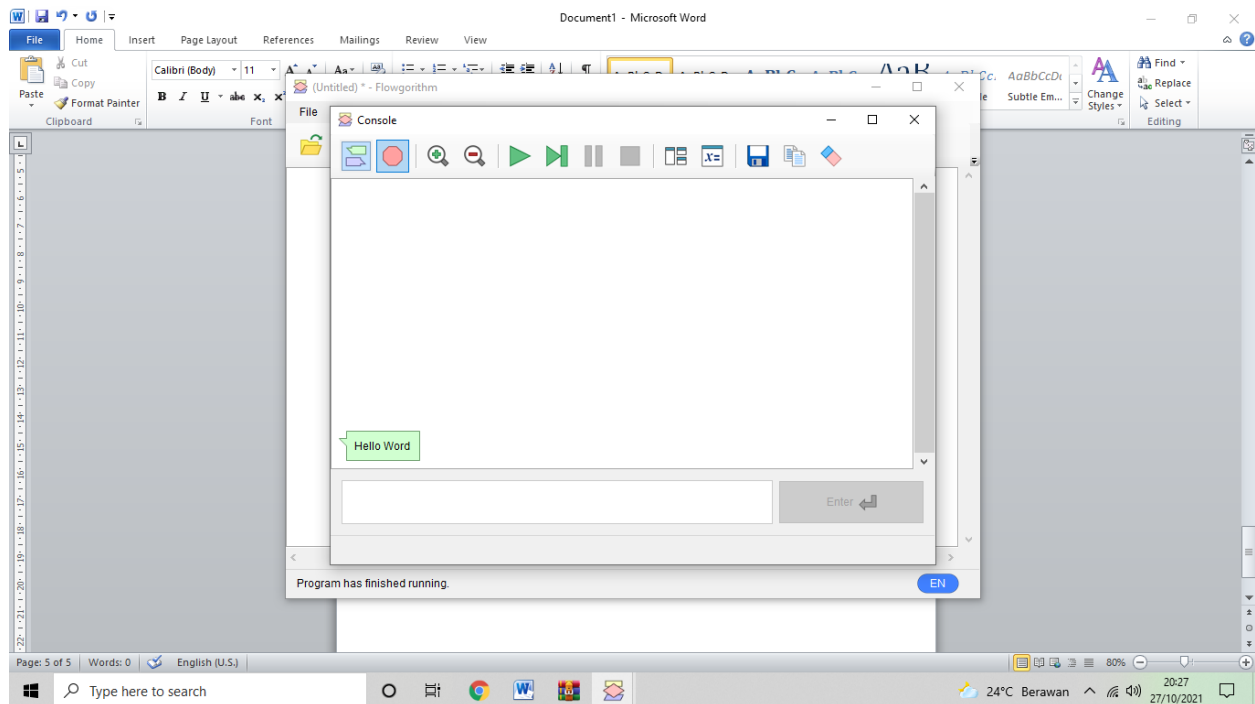 Document1 - Microsoft Word
File Home Insert Page Layout References Mailings Review View
Cut
Copy
Format Painter
Paste
Clipboard
Calibri (Body) 11
B I U abc x₂
Font
AaBbCcDc
Subtle Em...
Change
Styles
Find
Replace
Select
Editing
(Untitled) * - Flowgorithm
File
Console
Hello Word
Enter
Program has finished running.
EN
Page: 5 of 5 Words: 0 English (U.S.) 80%
Type here to search
24°C Berawan
20:27
27/10/2021